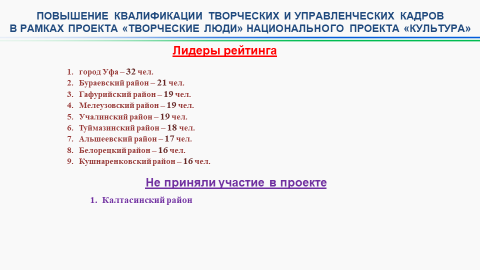 ПОВЫШЕНИЕ КВАЛИФИКАЦИИ ТВОРЧЕСКИХ И УПРАВЛЕНЧЕСКИХ КАДРОВ
В РАМКАХ ПРОЕКТА «ТВОРЧЕСКИЕ ЛЮДИ» НАЦИОНАЛЬНОГО ПРОЕКТА «КУЛЬТУРА»
Лидеры рейтинга
1. город Уфа – 32 чел.
2. Бураевский район – 21 чел.
3. Гафурийский район – 19 чел.
4. Мелеузовский район – 19 чел.
5. Учалинский район – 19 чел.
6. Туймазинский район – 18 чел.
7. Альшеевский район – 17 чел.
8. Белорецкий район – 16 чел.
9. Кушнаренковский район – 16 чел.
Не приняли участие в проекте
1. Калтасинский район